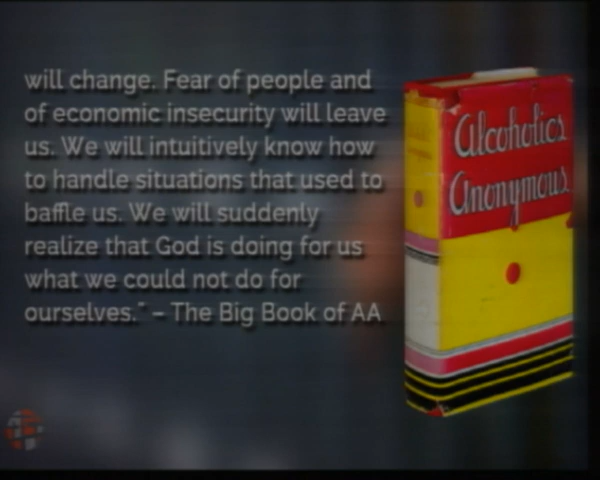 will change. Fear of people and
of economic insecurity will leave
us. We will intuitively know how
to handle situations that used to
baffle us. We will suddenly
realize that God is doing for us
what we could not do for
ourselves." – The Big Book of AA
Alcoholics
Anonymous